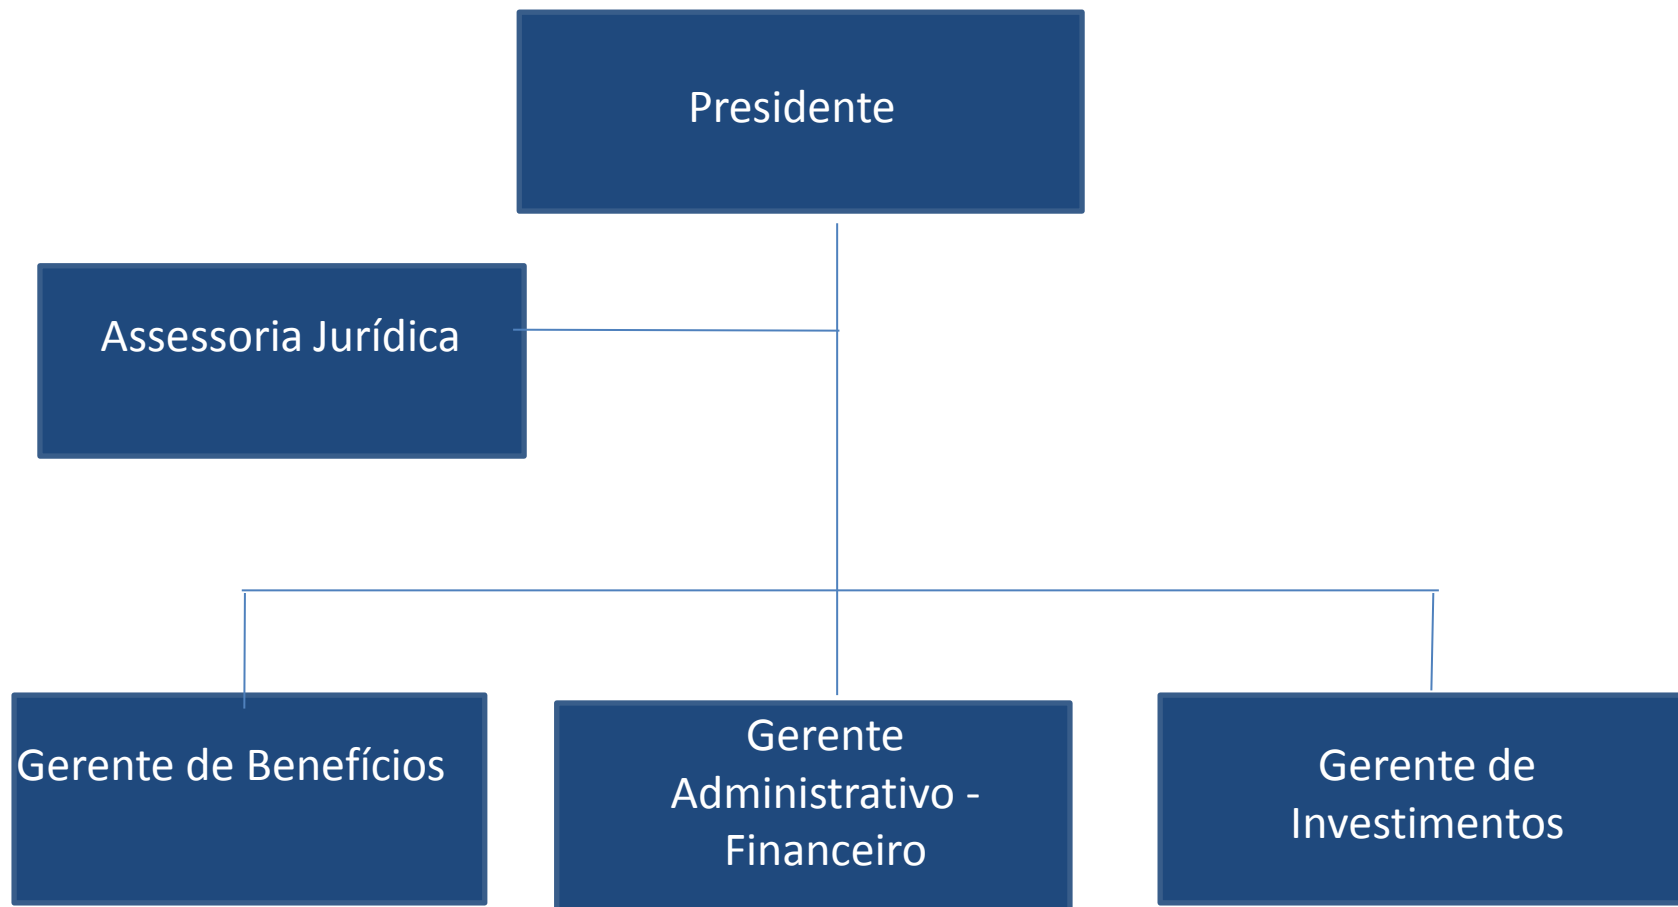 Presidente
Assessoria Jurídica
Gerente de Benefícios
Gerente
Administrativo -
Financeiro
Gerente de
Investimentos